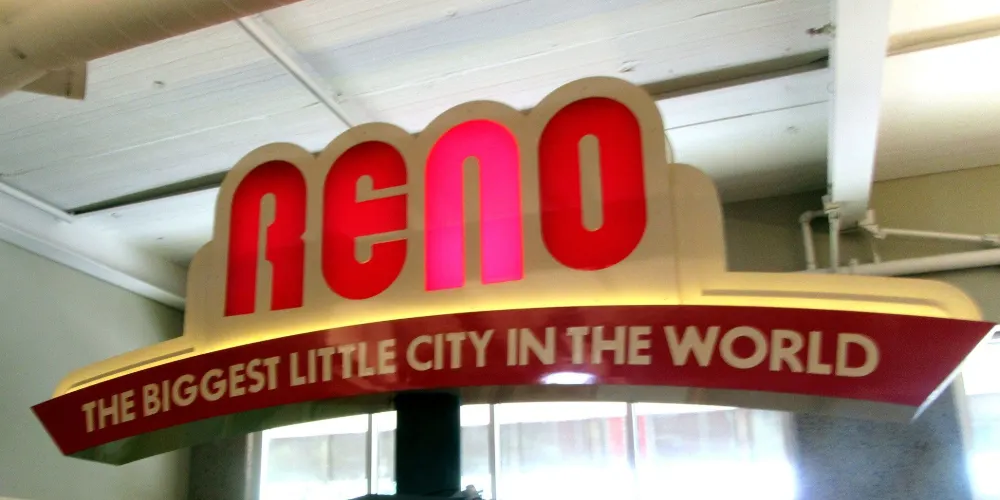 RENO
THE BIGGEST LITTLE CITY IN THE WORLD